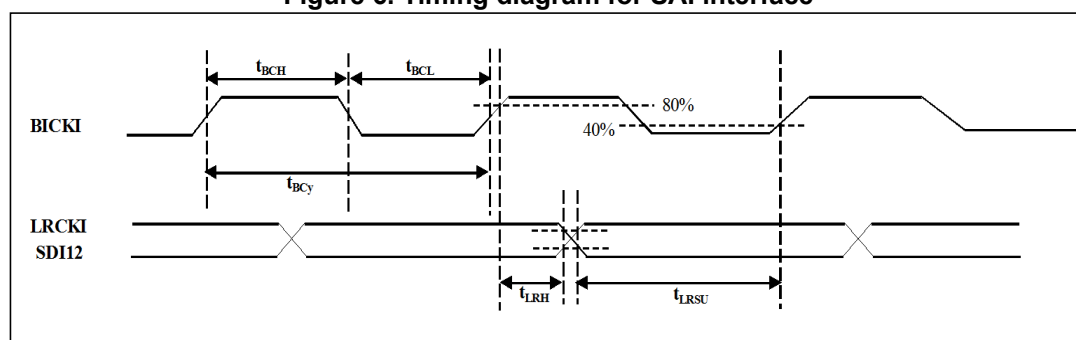 Figure 6. Timing diagram for SAI interface
tBCH
tBCL
BICKI
80%
40%
tBCy
LRCKI
SDI12
tLRH
tLRSU